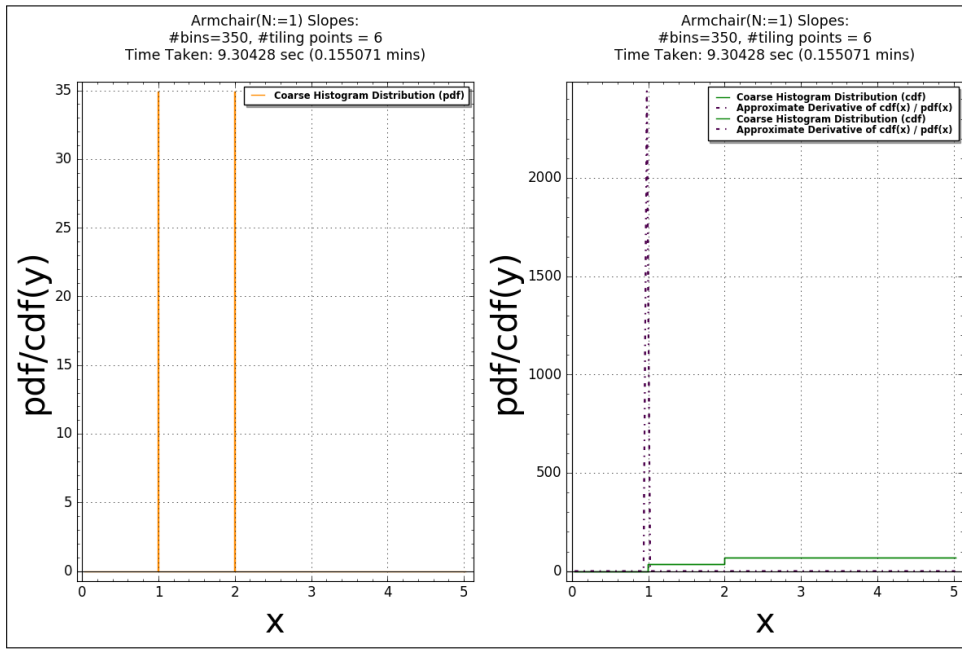 Armchair(N:=1) Slopes:
#bins=350, #tiling points = 6
Time Taken: 9.30428 sec (0.155071 mins)
Coarse Histogram Distribution (pdf)
pdf/cdf(y)
35
30
25
20
15
10
5
0
0 1 2 3 4 5
x
Armchair(N:=1) Slopes:
#bins=350, #tiling points = 6
Time Taken: 9.30428 sec (0.155071 mins)
Coarse Histogram Distribution (cdf)
Approximate Derivative of cdf(x) / pdf(x)
Coarse Histogram Distribution (cdf)
Approximate Derivative of cdf(x) / pdf(x)
pdf/cdf(y)
2000
1500
1000
500
0
0 1 2 3 4 5
x